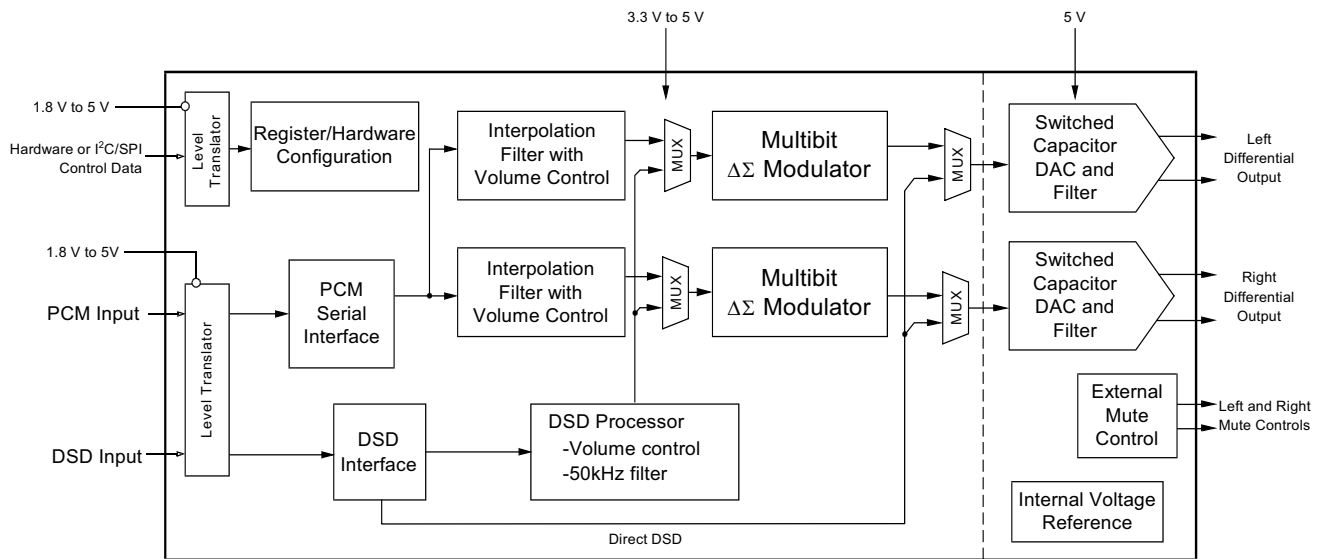 3.3 V to 5 V
5 V
1.8 V to 5 V
Hardware or I²C/SPI
Control Data
Level
Translator
Register/Hardware
Configuration
Interpolation
Filter with
Volume Control
MUX
Multibit
ΔΣ Modulator
MUX
Switched
Capacitor
DAC and
Filter
Left
Differential
Output
1.8 V to 5V
PCM Input
Level Translator
PCM
Serial
Interface
Interpolation
Filter with
Volume Control
MUX
Multibit
ΔΣ Modulator
MUX
Switched
Capacitor
DAC and
Filter
Right
Differential
Output
DSD Input
DSD
Interface
DSD Processor
-Volume control
-50kHz filter
External
Mute
Control
Left and Right
Mute Controls
Internal Voltage
Reference
Direct DSD